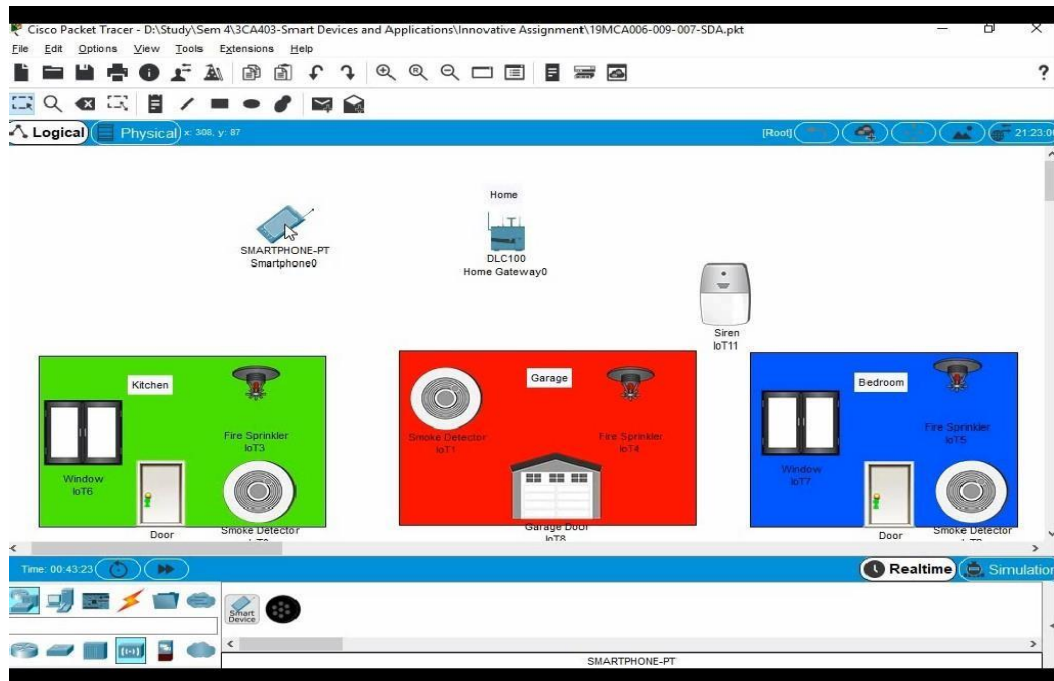 Cisco Packet Tracer - D:\Study\Sem 4\3CA403-Smart Devices and Applications\Innovative Assignment\19MCA006-009-007-SDA.pkt
File Edit Options View Tools Extensions Help
?
Logical Physical x: 308, y: 87 [Root] 21:23:0
Home
SMARTPHONE-PT
Smartphone0
DLC100
Home Gateway0
Siren
IoT11
Kitchen
Fire Sprinkler
IoT3
Window
IoT6
Door
Smoke Detector
Garage
Smoke Detector
IoT1
Fire Sprinkler
IoT4
Garage Door
IoT8
Bedroom
Fire Sprinkler
IoT5
Window
IoT7
Door
Smoke Detector
Time: 00:43:23 Realtime Simulation
Smart
Device
SMARTPHONE-PT